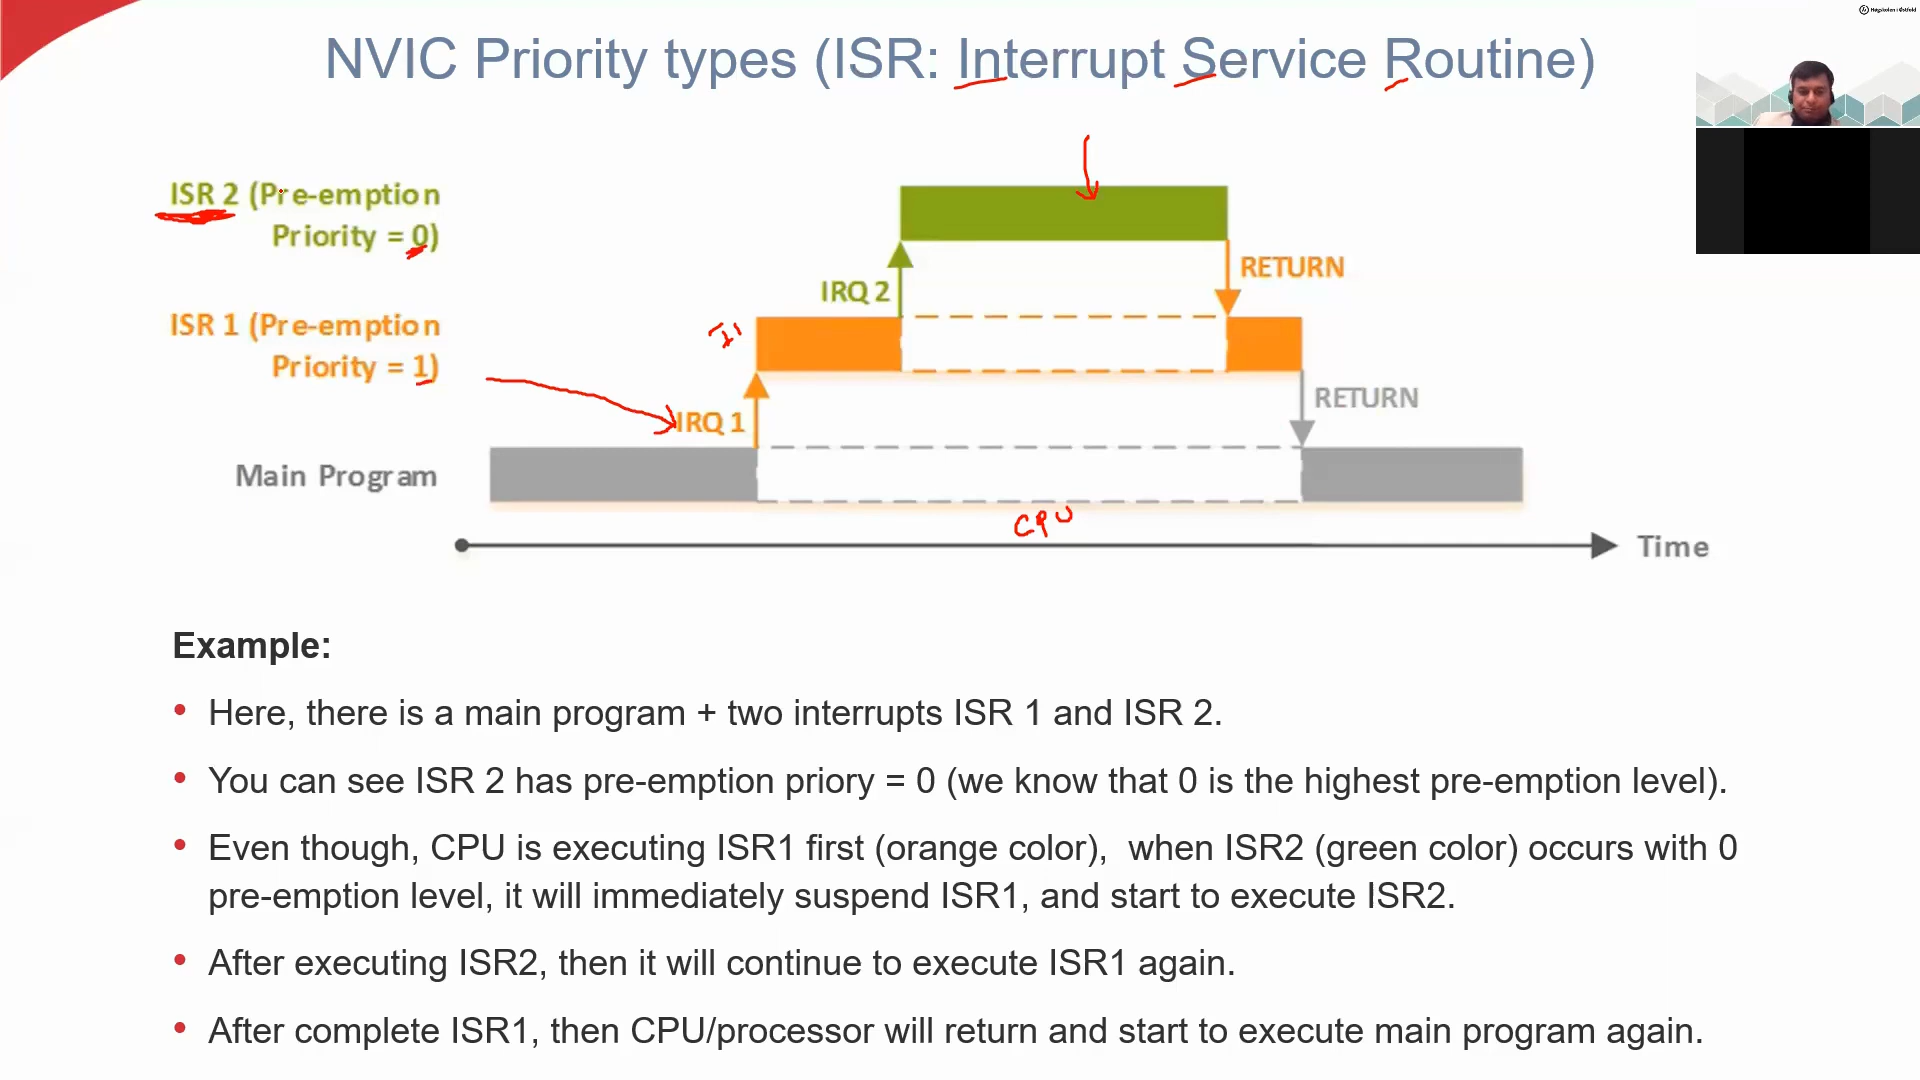 NVIC Priority types (ISR: Interrupt Service Routine)
Høgskolen i Østfold
ISR 2 (Pre-emption
Priority = 0)
IRQ 2
RETURN
ISR 1 (Pre-emption
Priority = 1)
I1
IRQ 1
RETURN
Main Program
CPU
Time
Example:
• Here, there is a main program + two interrupts ISR 1 and ISR 2.
• You can see ISR 2 has pre-emption priory = 0 (we know that 0 is the highest pre-emption level).
• Even though, CPU is executing ISR1 first (orange color), when ISR2 (green color) occurs with 0
pre-emption level, it will immediately suspend ISR1, and start to execute ISR2.
• After executing ISR2, then it will continue to execute ISR1 again.
• After complete ISR1, then CPU/processor will return and start to execute main program again.